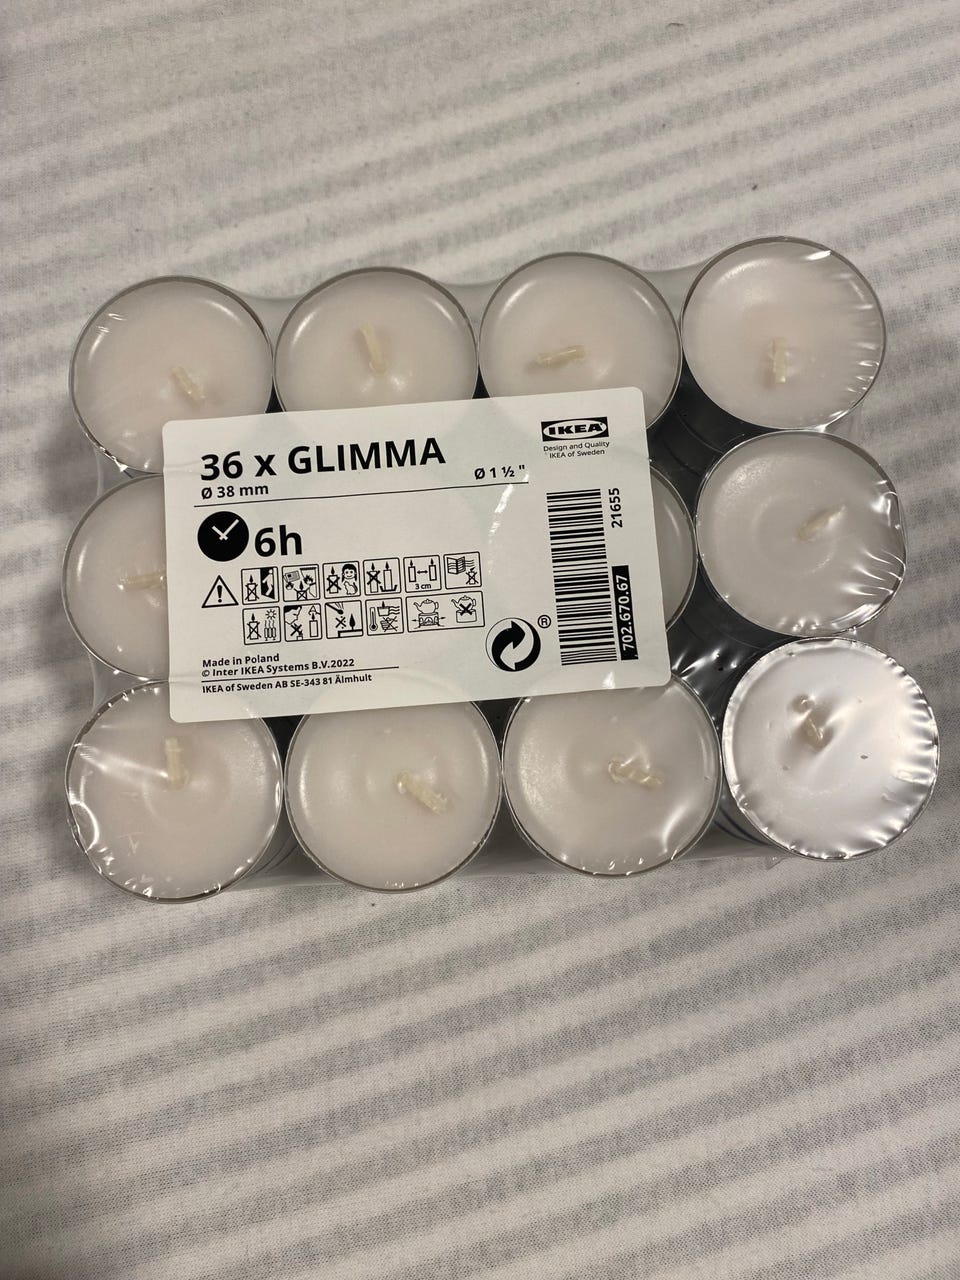 36 x GLIMMA
Ø 38 mm
Ø 1 ½ "
IKEA
Design and Quality
IKEA of Sweden
6h
3 cm
21655
702.670.67
®
Made in Poland
© Inter IKEA Systems B.V.2022
IKEA of Sweden AB SE-343 81 Älmhult